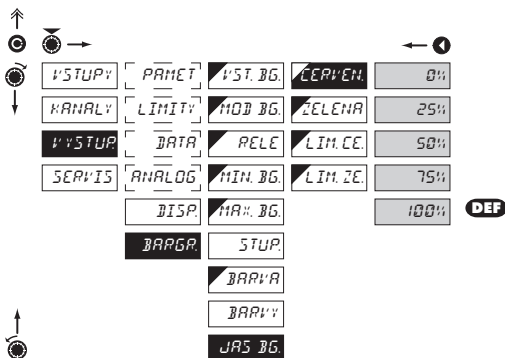 VSTUPY PAMET VST. BG. CERVEN. 0%
KANALY LIMITY MOD BG. ZELENA 25%
VYSTUP. DATA RELE LIM. CE. 50%
SERVIS ANALOG MIN. BG. LIM. ZE. 75%
DISP. MAX. BG. 100% DEF
BARGR. STUP.
BARVA
BARVY
JAS BG.